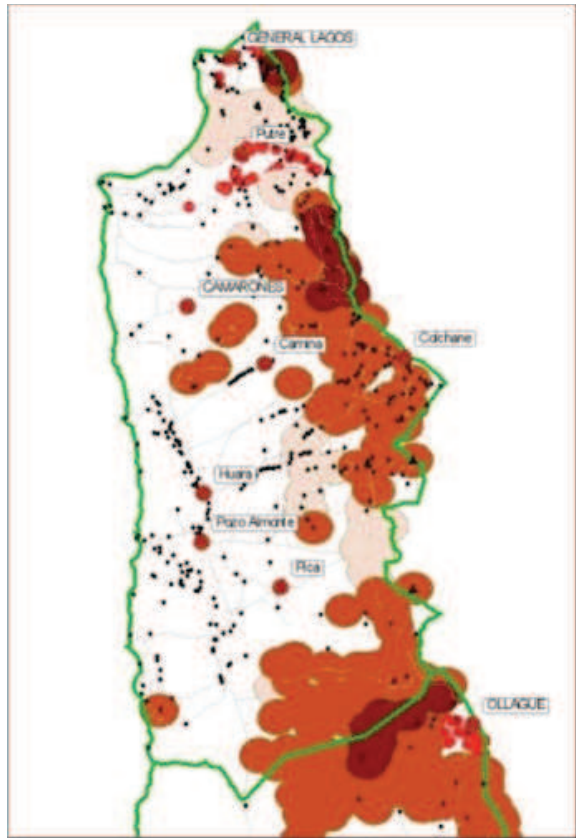 GENERAL LAGOS
Putre
CAMARONES
Colchane
Camina
Huara
Pozo Almonte
Pica
OLLAGUE